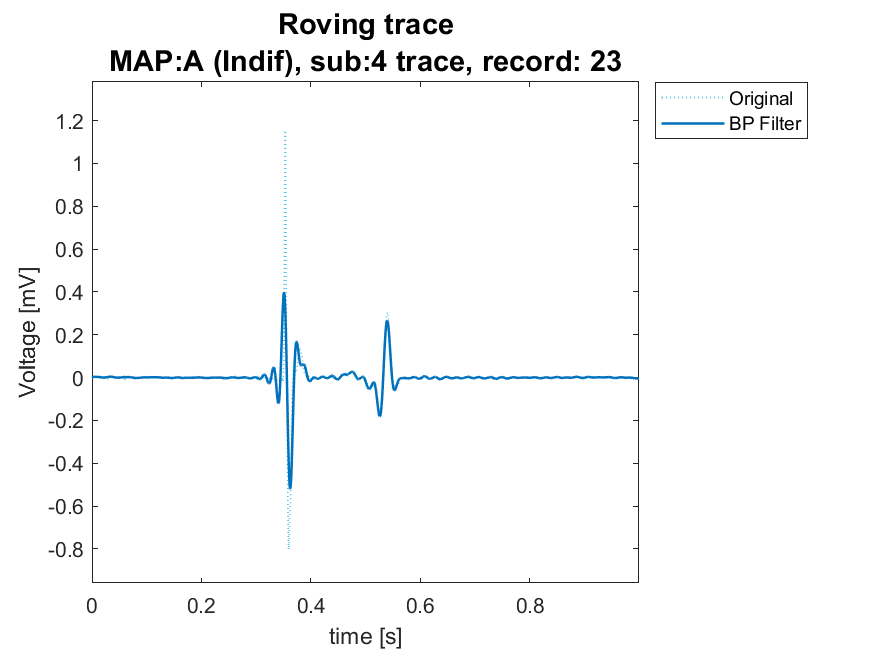 Roving trace
MAP:A (Indif), sub:4 trace, record: 23
Original
BP Filter
1.2
1
0.8
0.6
0.4
0.2
0
-0.2
-0.4
-0.6
-0.8
Voltage [mV]
0
0.2
0.4
0.6
0.8
time [s]